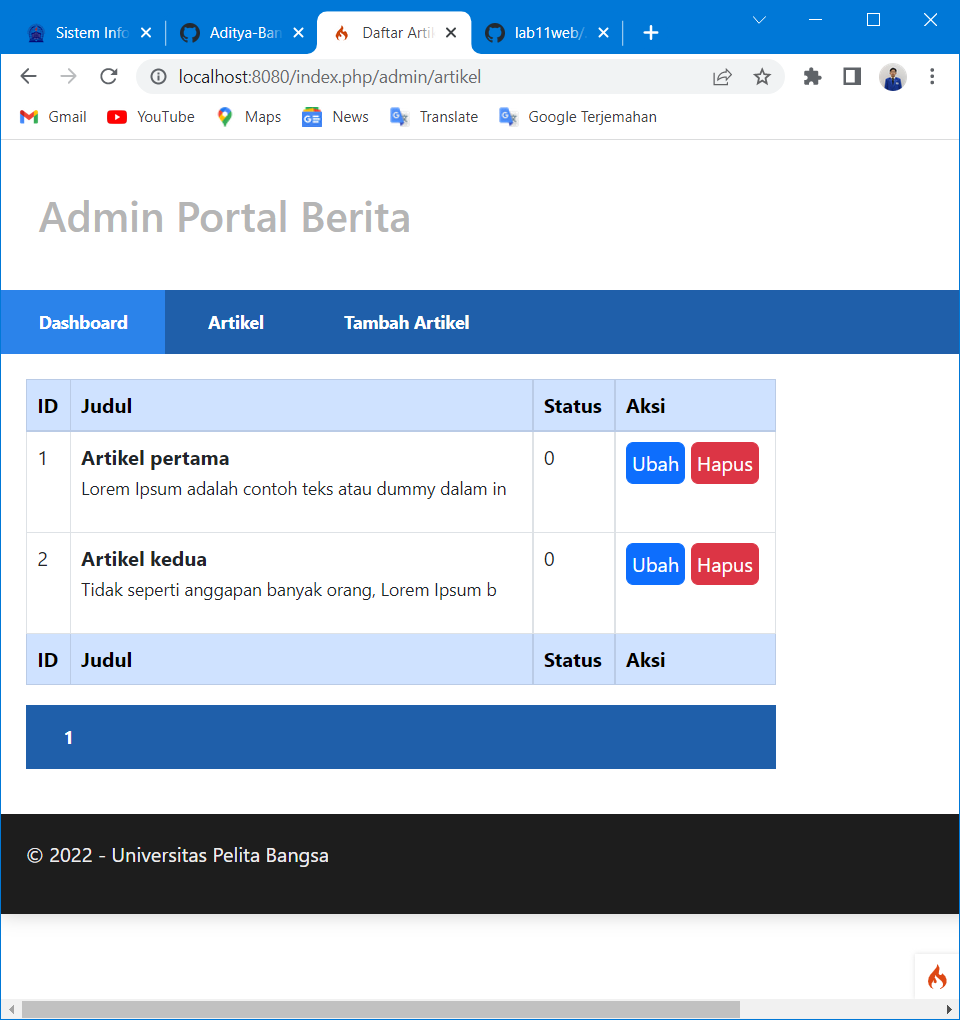 Sistem Info Aditya-Ban Daftar Arti lab11web/
localhost:8080/index.php/admin/artikel
Gmail YouTube Maps News Translate Google Terjemahan
Admin Portal Berita
Dashboard Artikel Tambah Artikel
ID Judul Status Aksi
1 Artikel pertama 0 Ubah Hapus
Lorem Ipsum adalah contoh teks atau dummy dalam in
2 Artikel kedua 0 Ubah Hapus
Tidak seperti anggapan banyak orang, Lorem Ipsum b
ID Judul Status Aksi
1
© 2022 - Universitas Pelita Bangsa